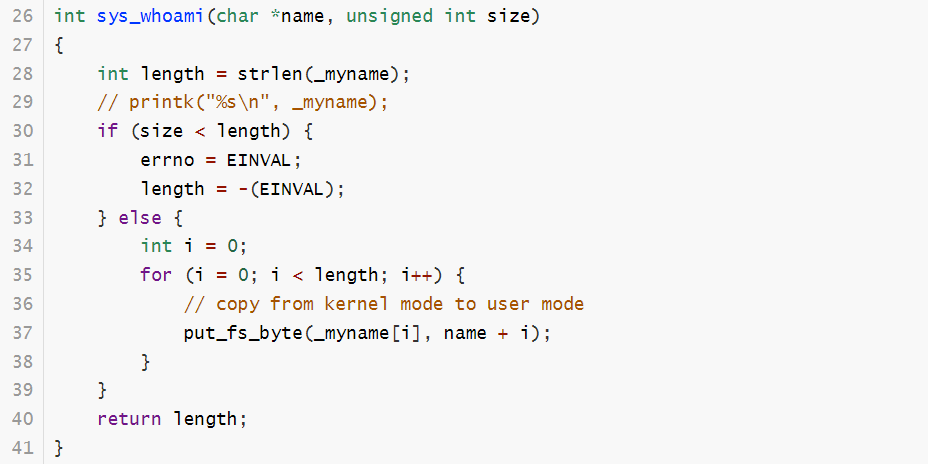 26 int sys_whoami(char *name, unsigned int size)
27 {
28     int length = strlen(_myname);
29     // printk("%s\n", _myname);
30     if (size < length) {
31         errno = EINVAL;
32         length = -(EINVAL);
33     } else {
34         int i = 0;
35         for (i = 0; i < length; i++) {
36             // copy from kernel mode to user mode
37             put_fs_byte(_myname[i], name + i);
38         }
39     }
40     return length;
41 }